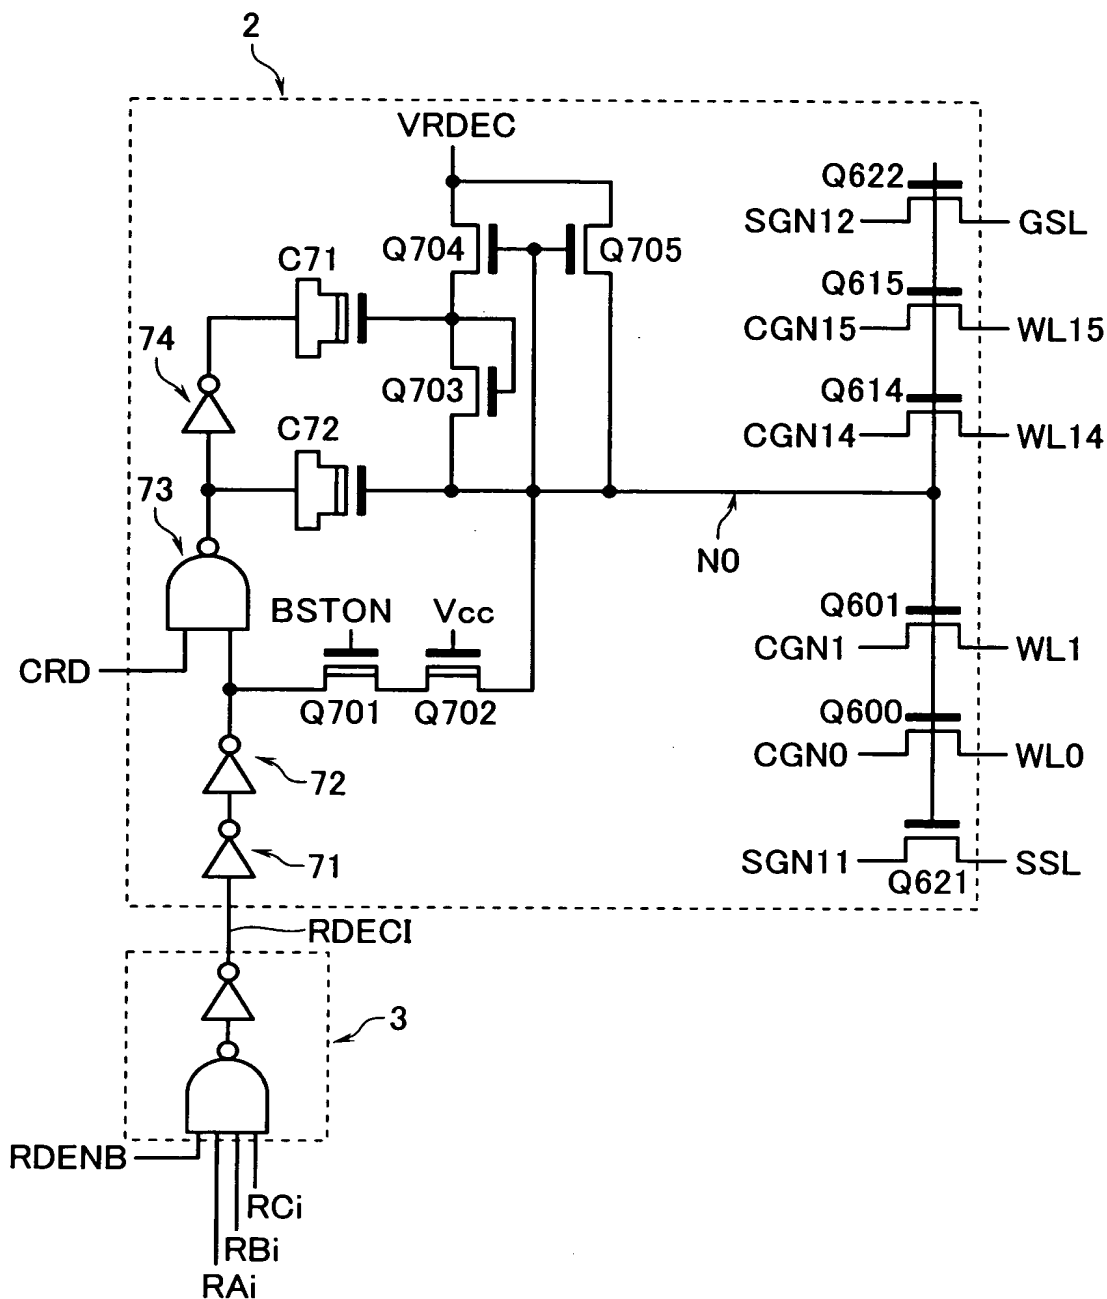 2
VRDEC
Q622
SGN12
GSL
Q704
Q705
C71
Q615
CGN15
WL15
74
Q703
Q614
CGN14
WL14
C72
73
N0
BSTON
Vcc
Q601
CGN1
WL1
CRD
Q701
Q702
Q600
CGN0
WL0
72
71
SGN11
SSL
Q621
RDECI
3
RDENB
RCi
RBi
RAi